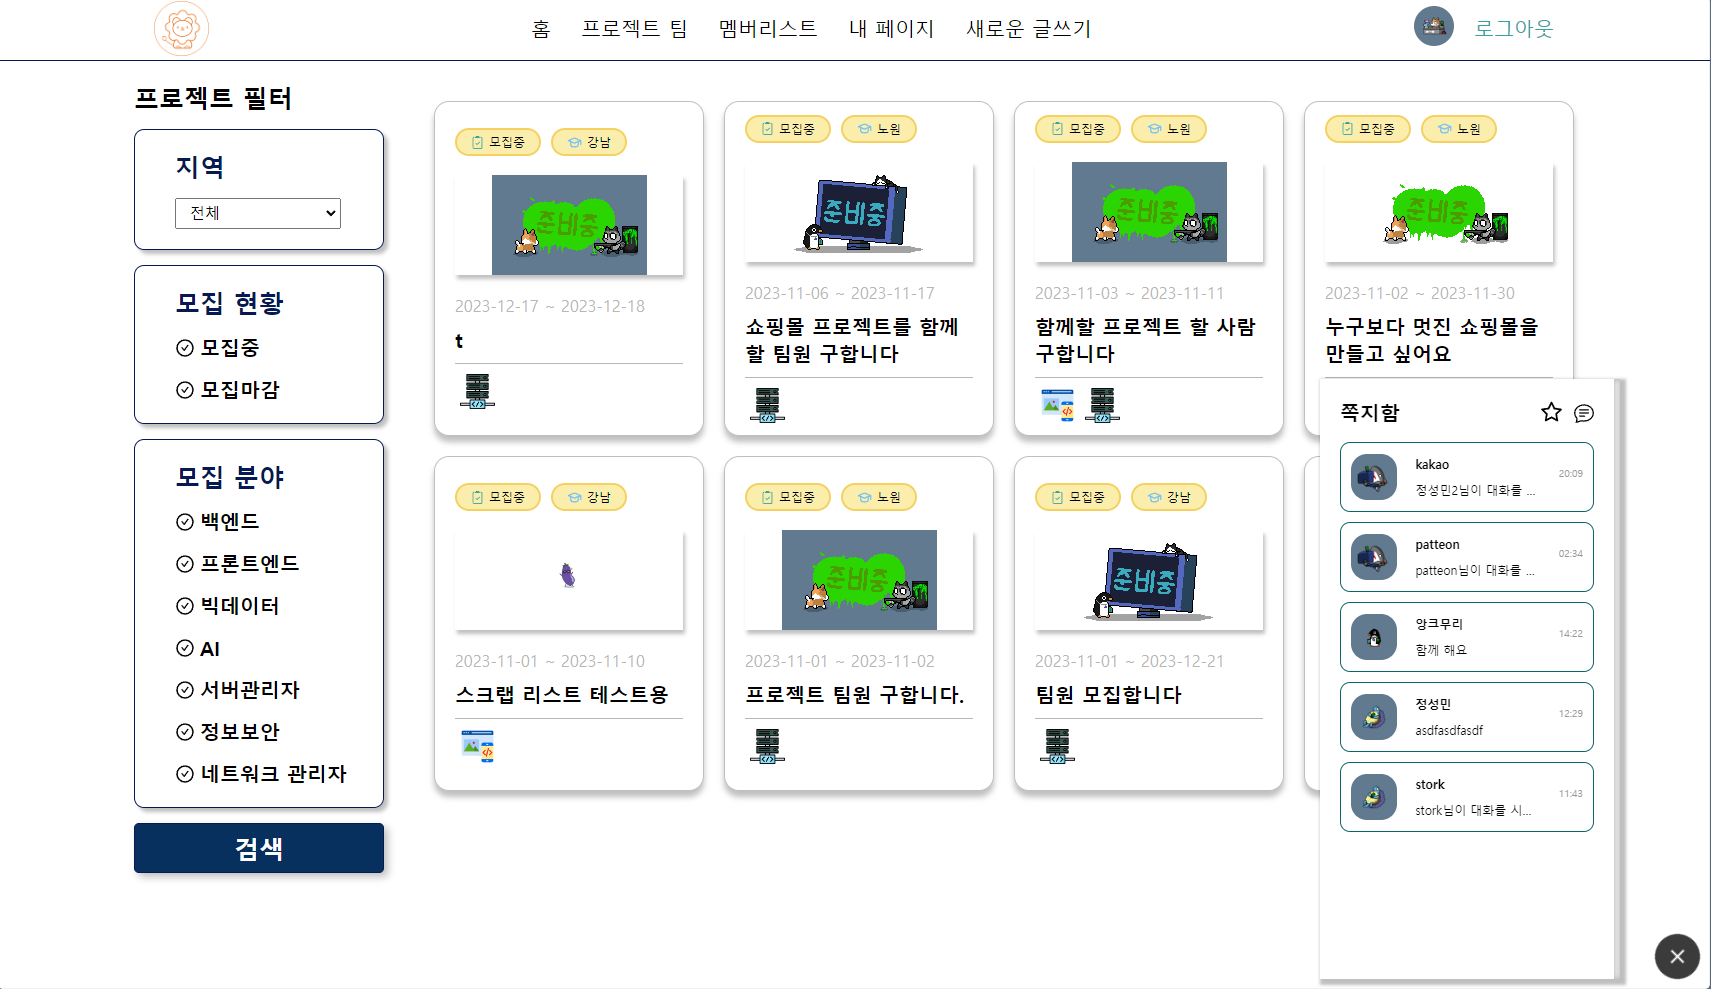 홈 프로젝트 팀 멤버리스트 내 페이지 새로운 글쓰기 로그아웃
프로젝트 필터
지역
전체
모집 현황
모집중
모집마감
모집 분야
백엔드
프론트엔드
빅데이터
AI
서버관리자
정보보안
네트워크 관리자
검색
모집중 강남
준비중
2023-12-17 ~ 2023-12-18
t
모집중 노원
준비중
2023-11-06 ~ 2023-11-17
쇼핑몰 프로젝트를 함께
할 팀원 구합니다
모집중 노원
준비중
2023-11-03 ~ 2023-11-11
함께할 프로젝트 할 사람
구합니다
모집중 노원
준비중
2023-11-02 ~ 2023-11-30
누구보다 멋진 쇼핑몰을
만들고 싶어요
모집중 강남
2023-11-01 ~ 2023-11-10
스크랩 리스트 테스트용
모집중 노원
준비중
2023-11-01 ~ 2023-11-02
프로젝트 팀원 구합니다.
모집중 강남
준비중
2023-11-01 ~ 2023-12-21
팀원 모집합니다
쪽지함
kakao
20:09
정성민2님이 대화를 ...
patteon
02:34
patteon님이 대화를 ...
앙크무리
14:22
함께 해요
정성민
12:29
asdfasdfasdf
stork
11:43
stork님이 대화를 시...